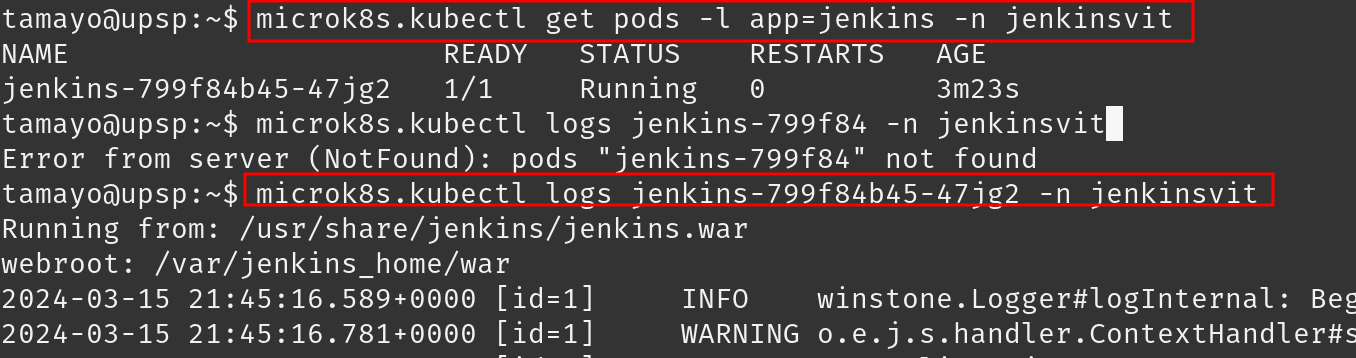 tamayo@upsp:~$ microk8s.kubectl get pods -l app=jenkins -n jenkinsvit
NAME READY STATUS RESTARTS AGE
jenkins-799f84b45-47jg2 1/1 Running 0 3m23s
tamayo@upsp:~$ microk8s.kubectl logs jenkins-799f84 -n jenkinsvit
Error from server (NotFound): pods "jenkins-799f84" not found
tamayo@upsp:~$ microk8s.kubectl logs jenkins-799f84b45-47jg2 -n jenkinsvit
Running from: /usr/share/jenkins/jenkins.war
webroot: /var/jenkins_home/war
2024-03-15 21:45:16.589+0000 [id=1] INFO winstone.Logger#logInternal: Beg
2024-03-15 21:45:16.781+0000 [id=1] WARNING o.e.j.s.handler.ContextHandler#s